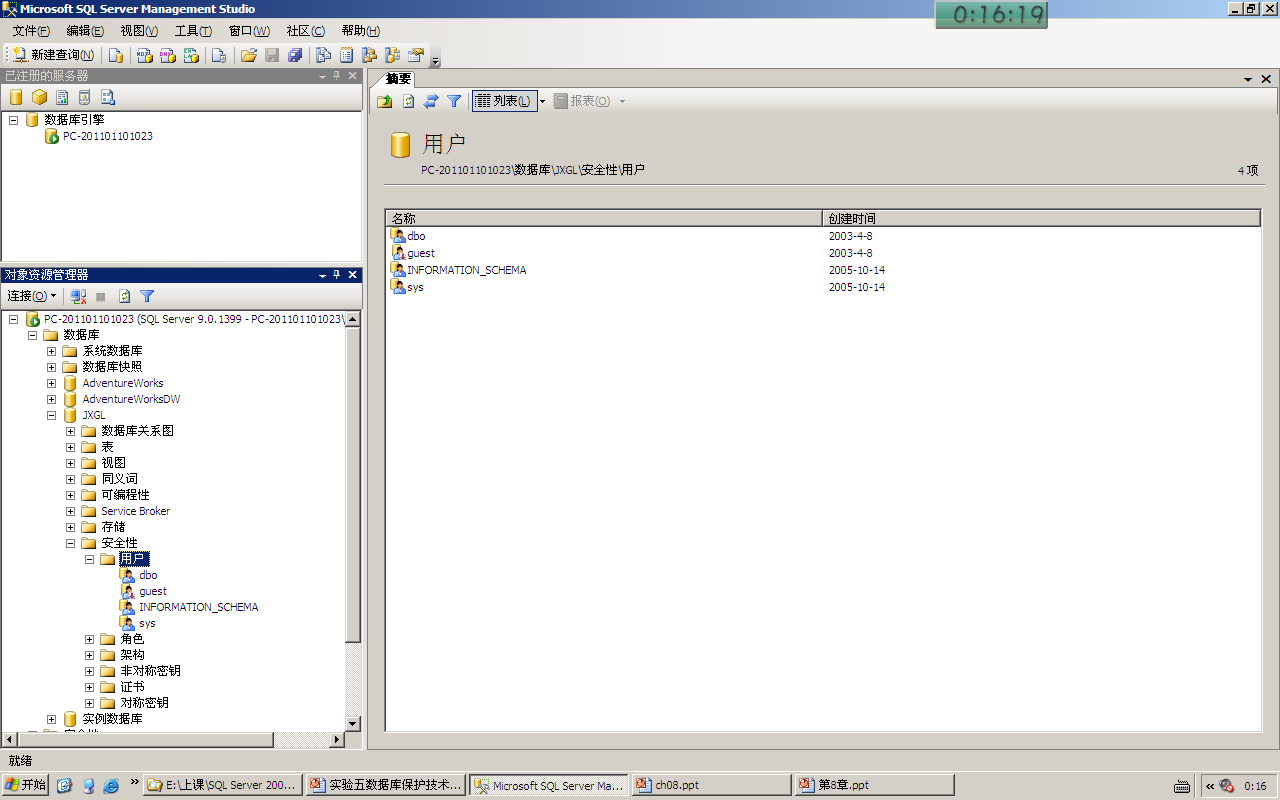 Microsoft SQL Server Management Studio
0:16:19
文件(F) 编辑(E) 视图(V) 工具(T) 窗口(W) 社区(C) 帮助(H)
新建查询(N)
已注册的服务器
数据库引擎
PC-201101101023
对象资源管理器
连接(O)
PC-201101101023 (SQL Server 9.0.1399 - PC-201101101023\
数据库
系统数据库
数据库快照
AdventureWorks
AdventureWorksDW
JXGL
数据库关系图
表
视图
同义词
可编程性
Service Broker
存储
安全性
用户
dbo
guest
INFORMATION_SCHEMA
sys
角色
架构
非对称密钥
证书
对称密钥
实例数据库
摘要
列表(L) 报表(O)
用户
PC-201101101023\数据库\JXGL\安全性\用户
4 项
名称 创建时间
dbo 2003-4-8
guest 2003-4-8
INFORMATION_SCHEMA 2005-10-14
sys 2005-10-14
就绪
开始 E:\上课\SQL Server 200... 实验五数据库保护技术... Microsoft SQL Server Ma... ch08.ppt 第8章.ppt 0:16